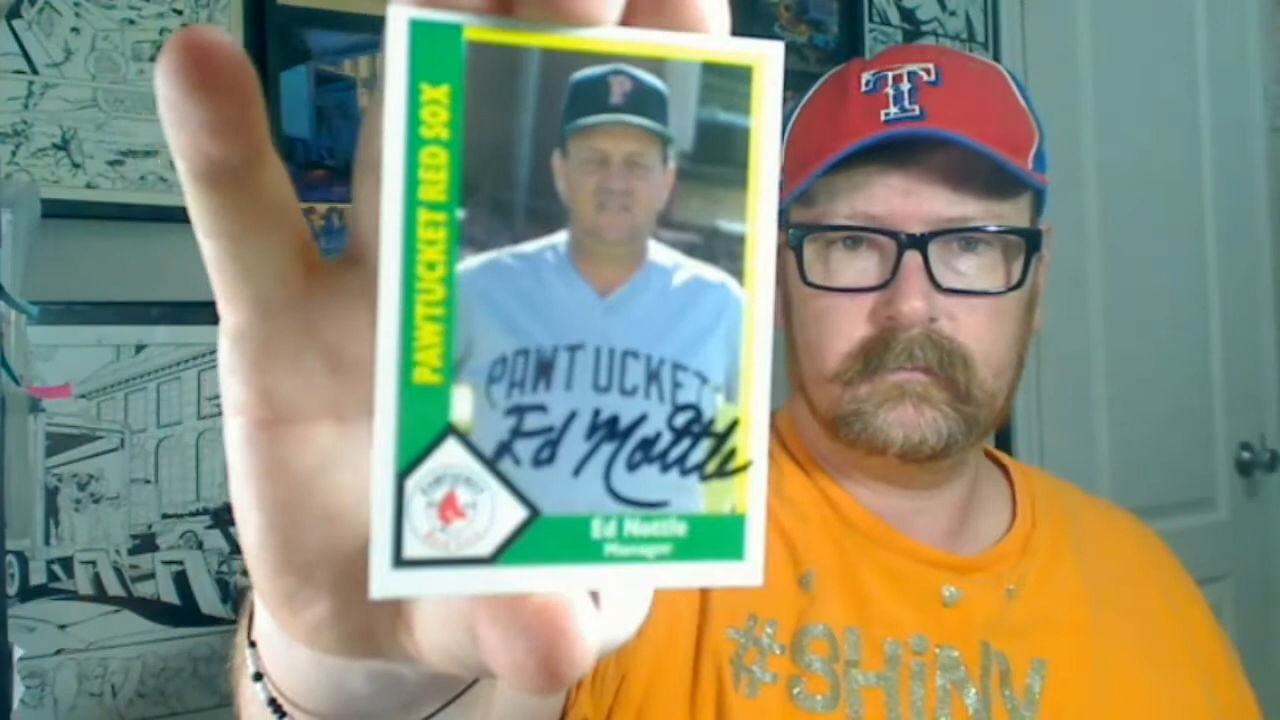 PAWTUCKET RED SOX
P
PAWTUCKET
Ed Nottle
Ed Nottle
Manager
T
#SHiNY